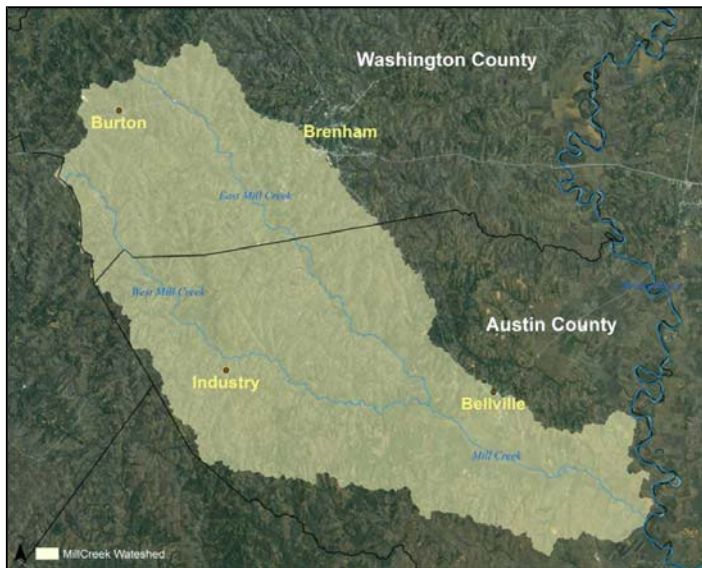 Washington County
Burton
Brenham
East Mill Creek
West Mill Creek
Austin County
Industry
Bellville
Mill Creek
MillCreek Wateshed